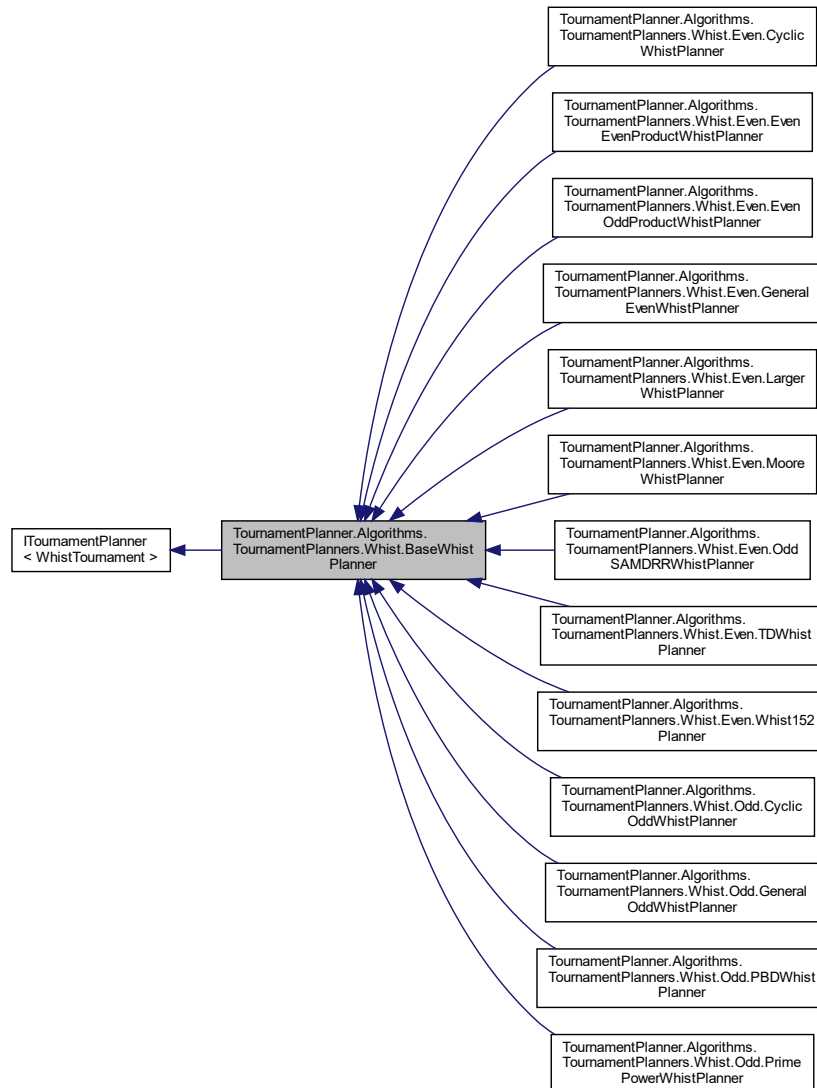 TournamentPlanner.Algorithms.
TournamentPlanners.Whist.Even.Cyclic
WhistPlanner
TournamentPlanner.Algorithms.
TournamentPlanners.Whist.Even.Even
EvenProductWhistPlanner
TournamentPlanner.Algorithms.
TournamentPlanners.Whist.Even.Even
OddProductWhistPlanner
TournamentPlanner.Algorithms.
TournamentPlanners.Whist.Even.General
EvenWhistPlanner
TournamentPlanner.Algorithms.
TournamentPlanners.Whist.Even.Larger
WhistPlanner
TournamentPlanner.Algorithms.
TournamentPlanners.Whist.Even.Moore
WhistPlanner
ITournamentPlanner
< WhistTournament >
TournamentPlanner.Algorithms.
TournamentPlanners.Whist.BaseWhist
Planner
TournamentPlanner.Algorithms.
TournamentPlanners.Whist.Even.Odd
SAMDRRWhistPlanner
TournamentPlanner.Algorithms.
TournamentPlanners.Whist.Even.TDWhist
Planner
TournamentPlanner.Algorithms.
TournamentPlanners.Whist.Even.Whist152
Planner
TournamentPlanner.Algorithms.
TournamentPlanners.Whist.Odd.Cyclic
OddWhistPlanner
TournamentPlanner.Algorithms.
TournamentPlanners.Whist.Odd.General
OddWhistPlanner
TournamentPlanner.Algorithms.
TournamentPlanners.Whist.Odd.PBDWhist
Planner
TournamentPlanner.Algorithms.
TournamentPlanners.Whist.Odd.Prime
PowerWhistPlanner